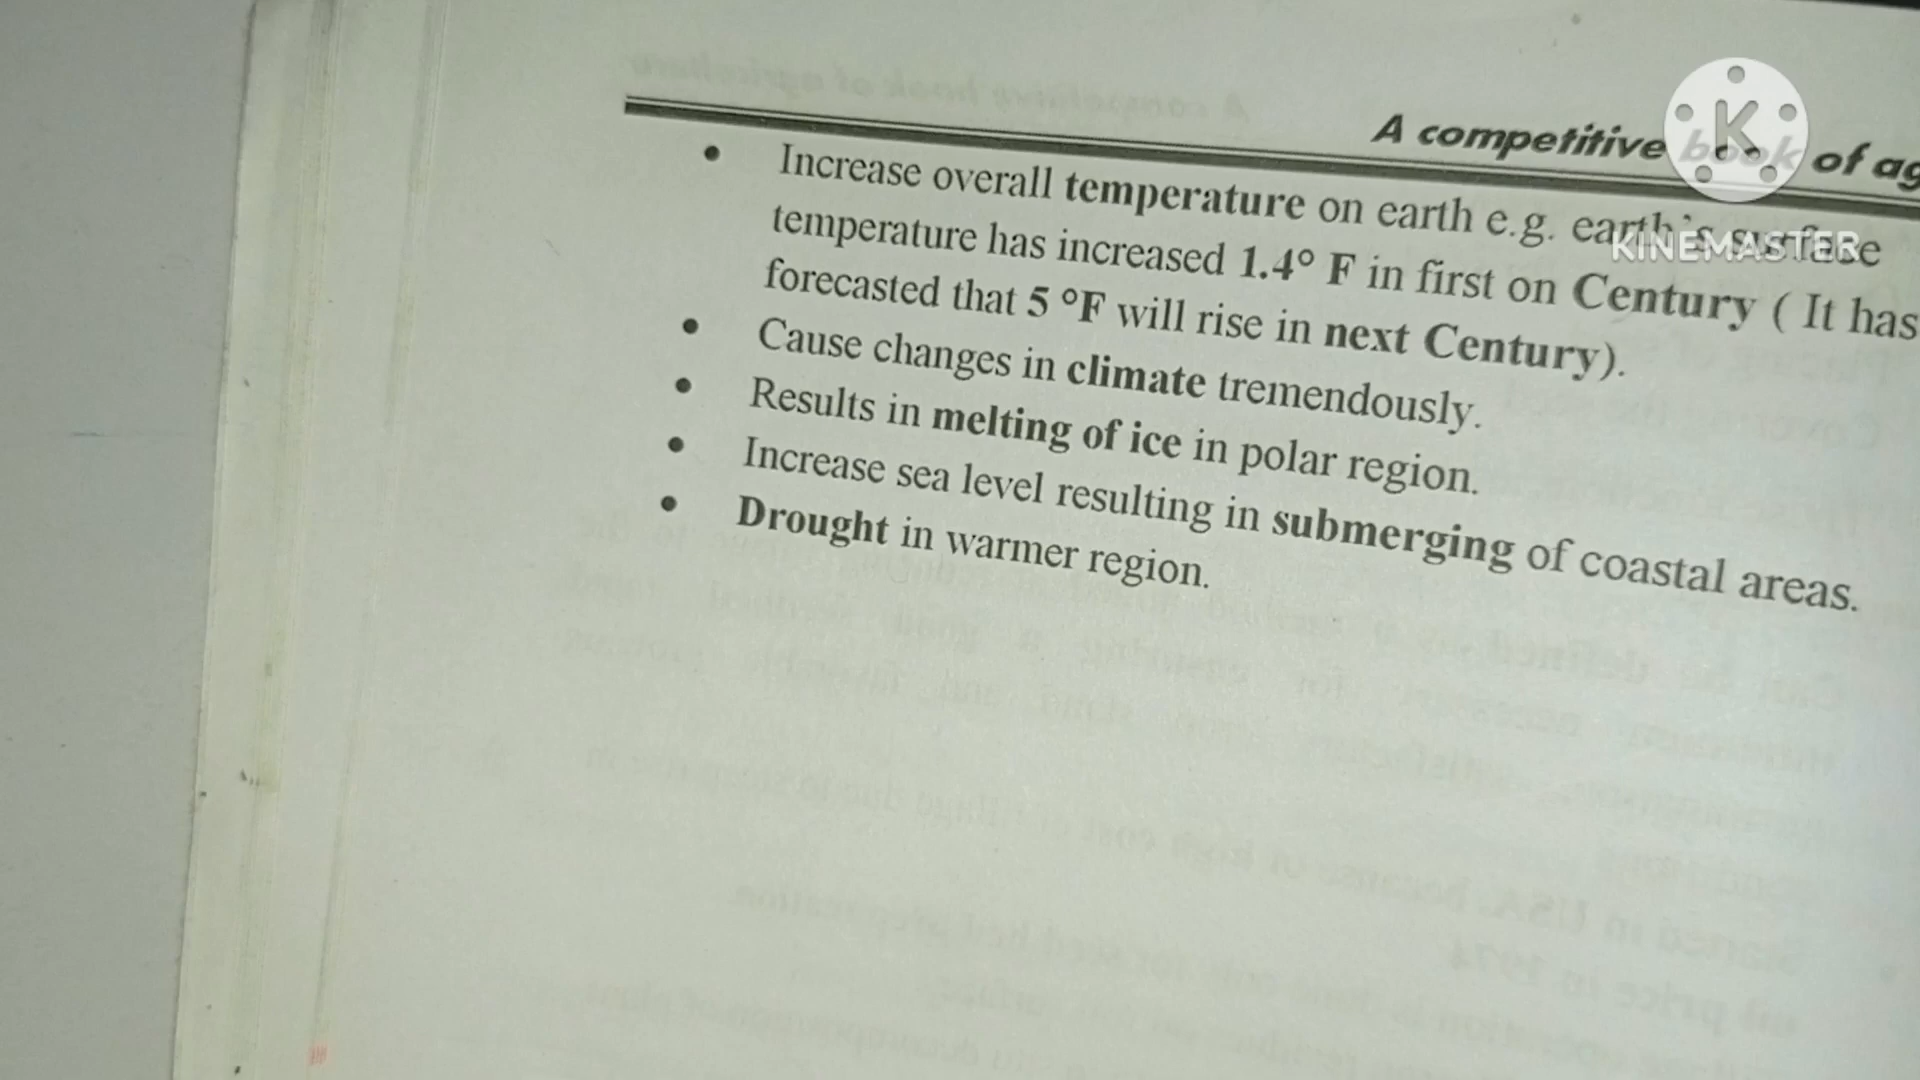 A competitive book of ag
K
KINEMASTER
• Increase overall temperature on earth e.g. earth's surface
temperature has increased 1.4° F in first on Century ( It has
forecasted that 5 °F will rise in next Century).
• Cause changes in climate tremendously.
• Results in melting of ice in polar region.
• Increase sea level resulting in submerging of coastal areas.
• Drought in warmer region.